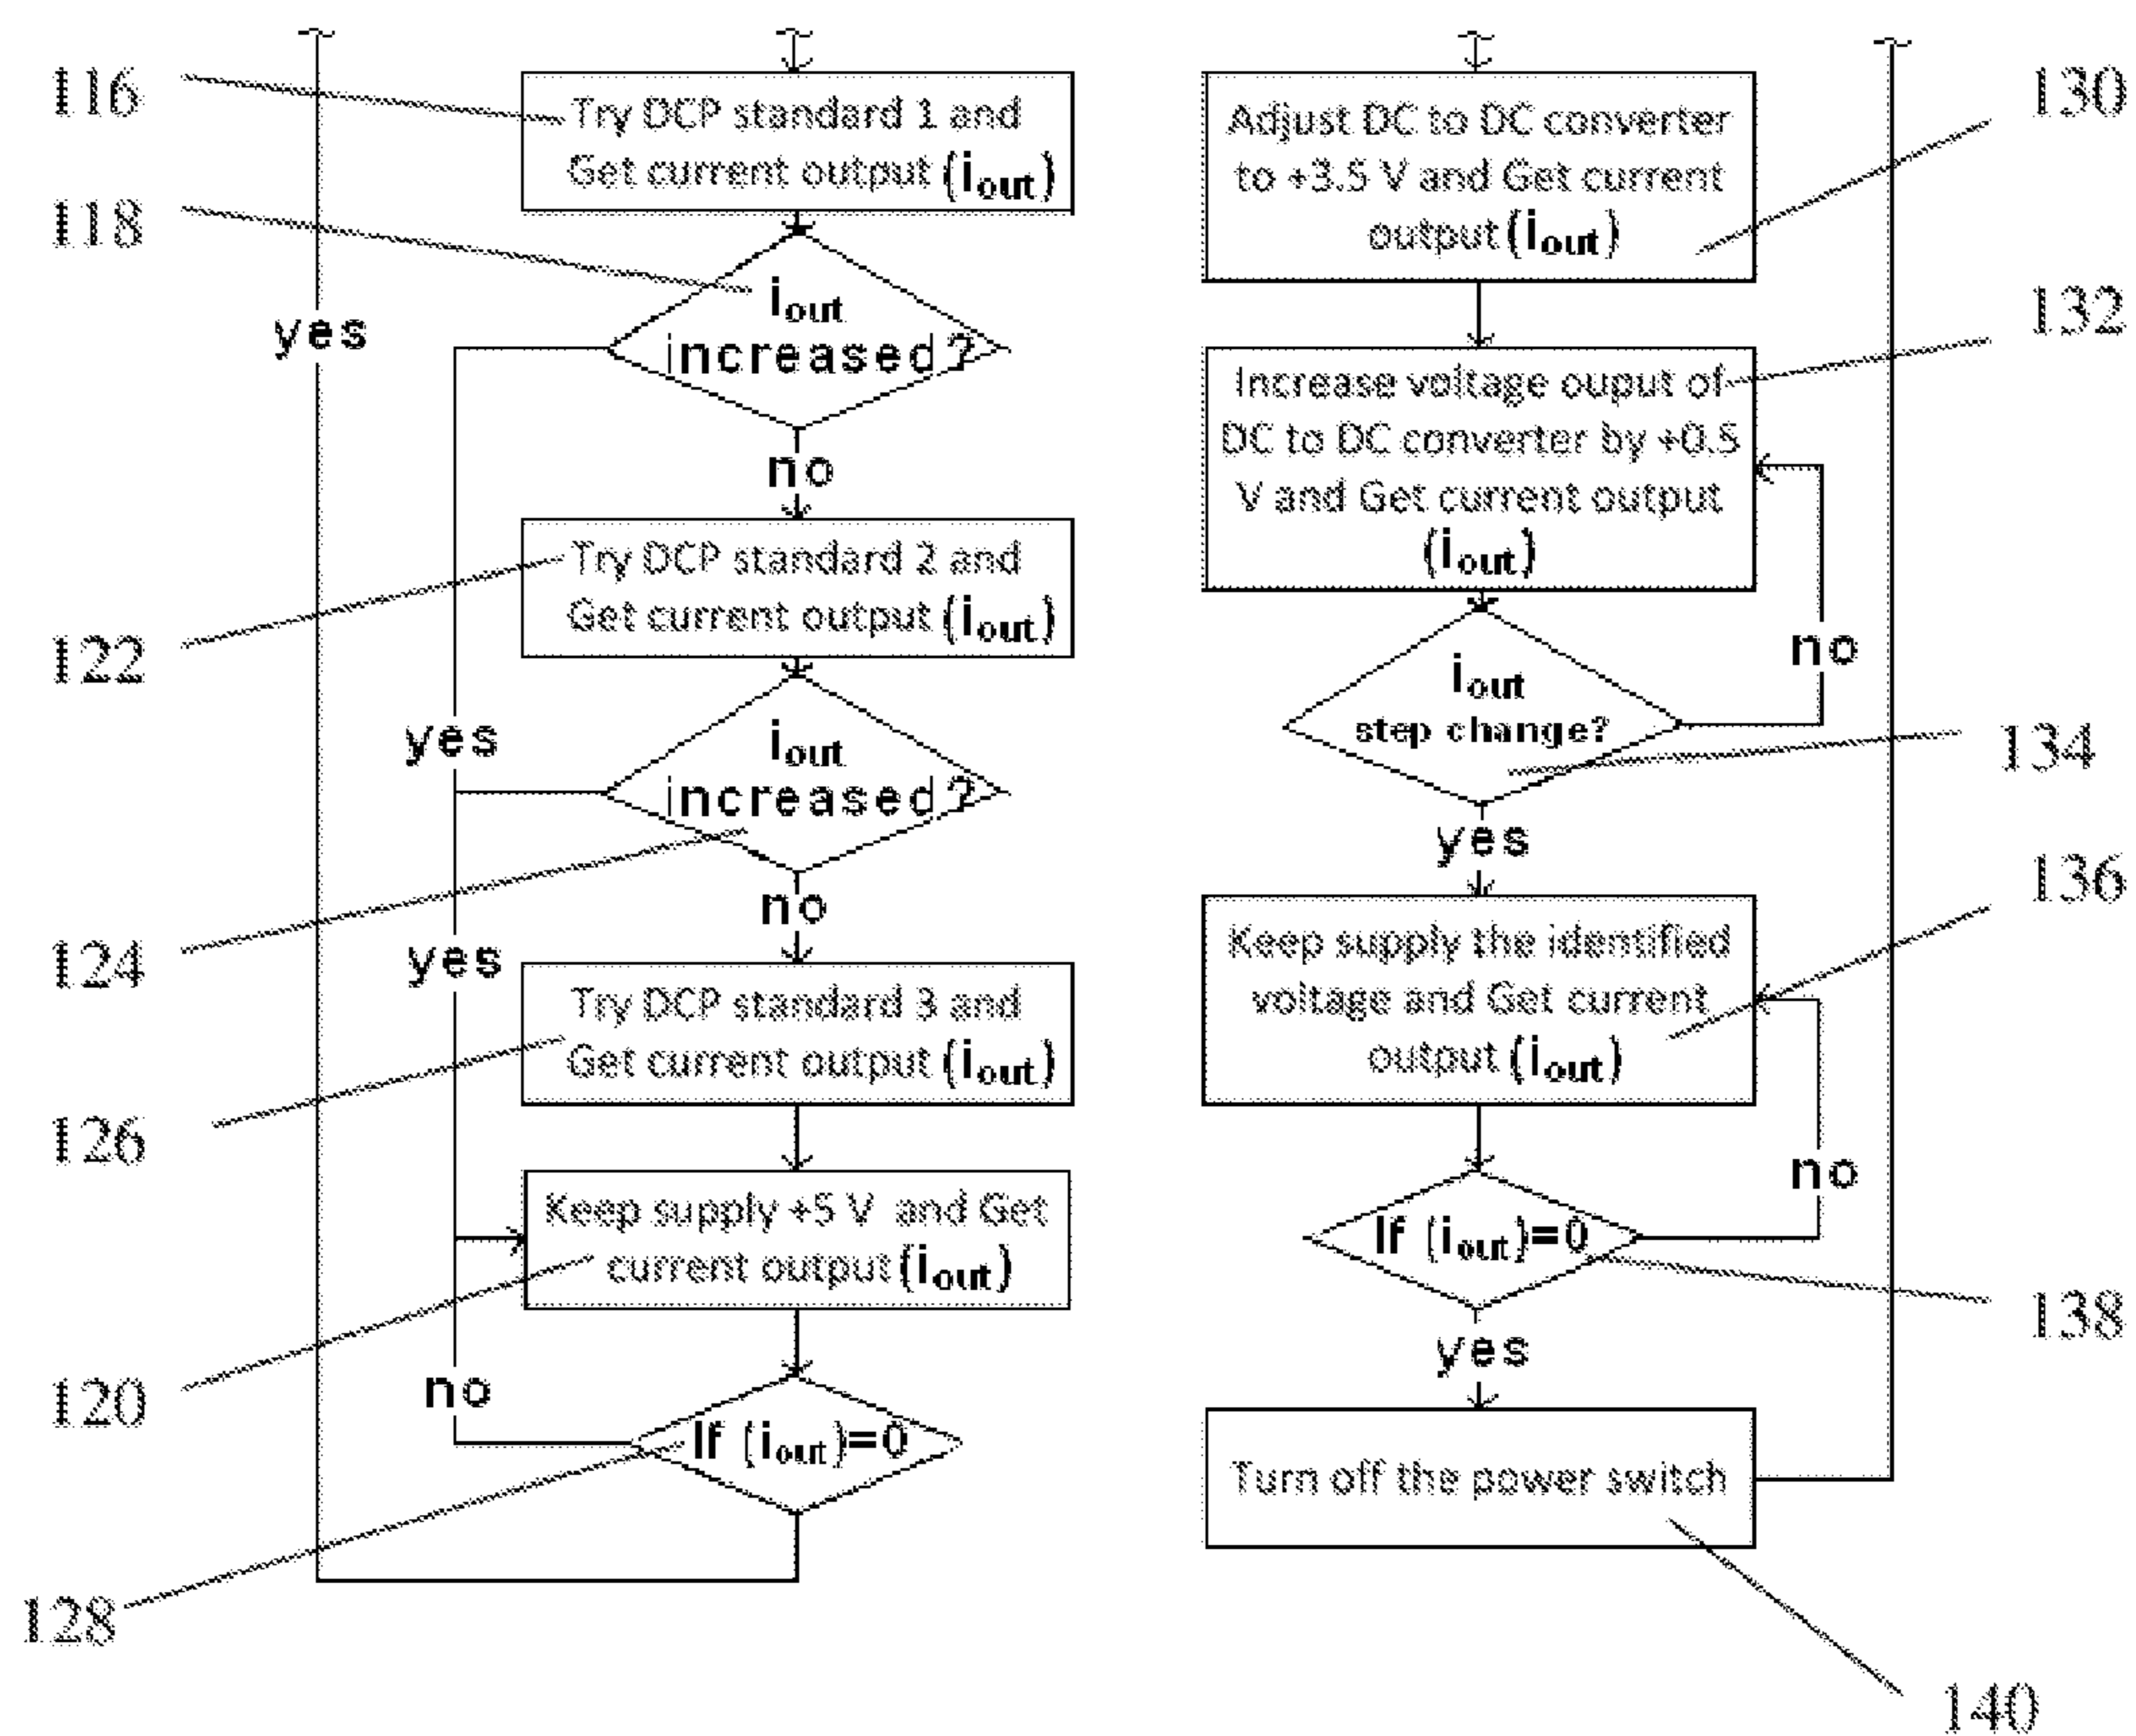 116
Try DCP standard 1 and
Get current output (iout)
118
iout
increased?
yes
no
122
Try DCP standard 2 and
Get current output (iout)
yes
iout
increased?
124
no
yes
126
Try DCP standard 3 and
Get current output (iout)
Keep supply +5 V and Get
current output (iout)
120
no
If (iout)=0
128
130
Adjust DC to DC converter
to +3.5 V and Get current
output (iout)
132
Increase voltage ouput of
DC to DC converter by +0.5
V and Get current output
(iout)
no
iout
step change?
134
yes
136
Keep supply the identified
voltage and Get current
output (iout)
no
If (iout)=0
138
yes
Turn off the power switch
140